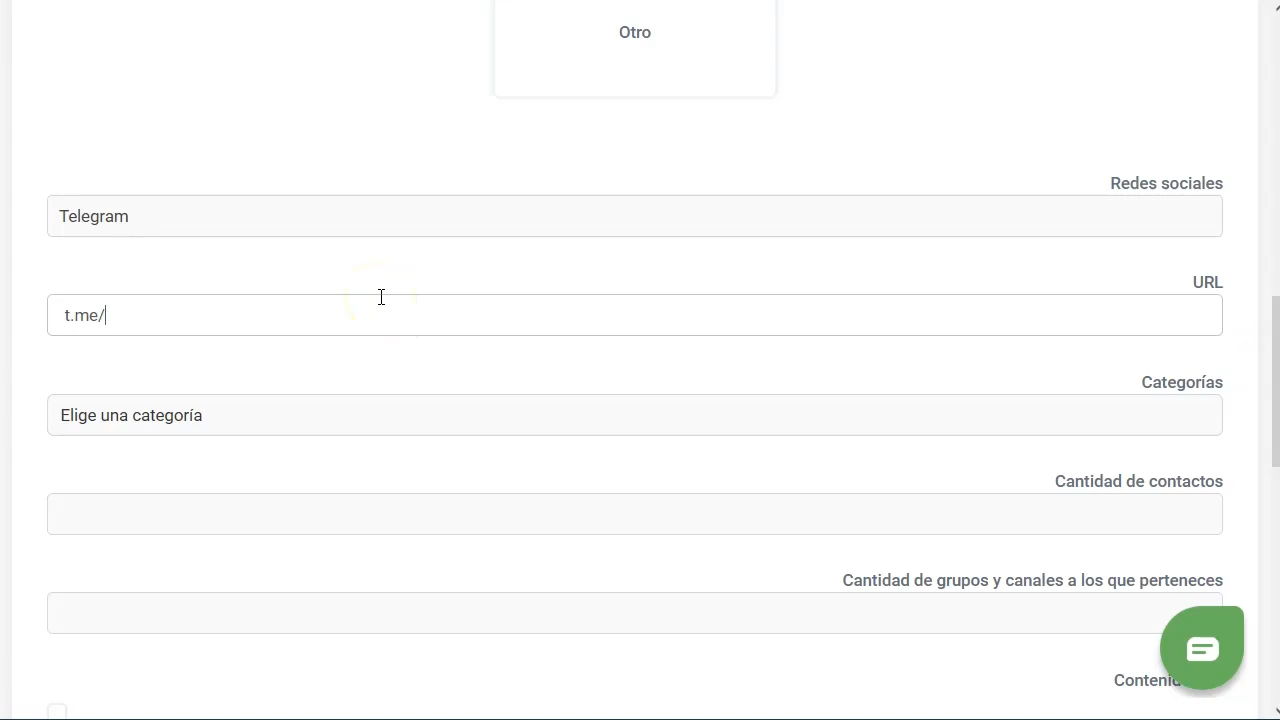 Otro
Redes sociales
Telegram
URL
t.me/
Categorías
Elige una categoría
Cantidad de contactos
Cantidad de grupos y canales a los que perteneces